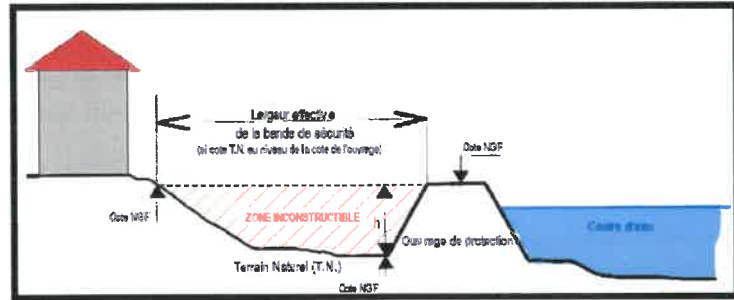 Largeur effective
de la bande de sécurité
(si cote T.N. au niveau de la cote de l'ouvrage)
Cote NGF
Cote NGF
ZONE INCONSTRUCTIBLE
h
Cours d'eau
Ouvrage de protection
Terrain Naturel (T.N.)
Cote NGF